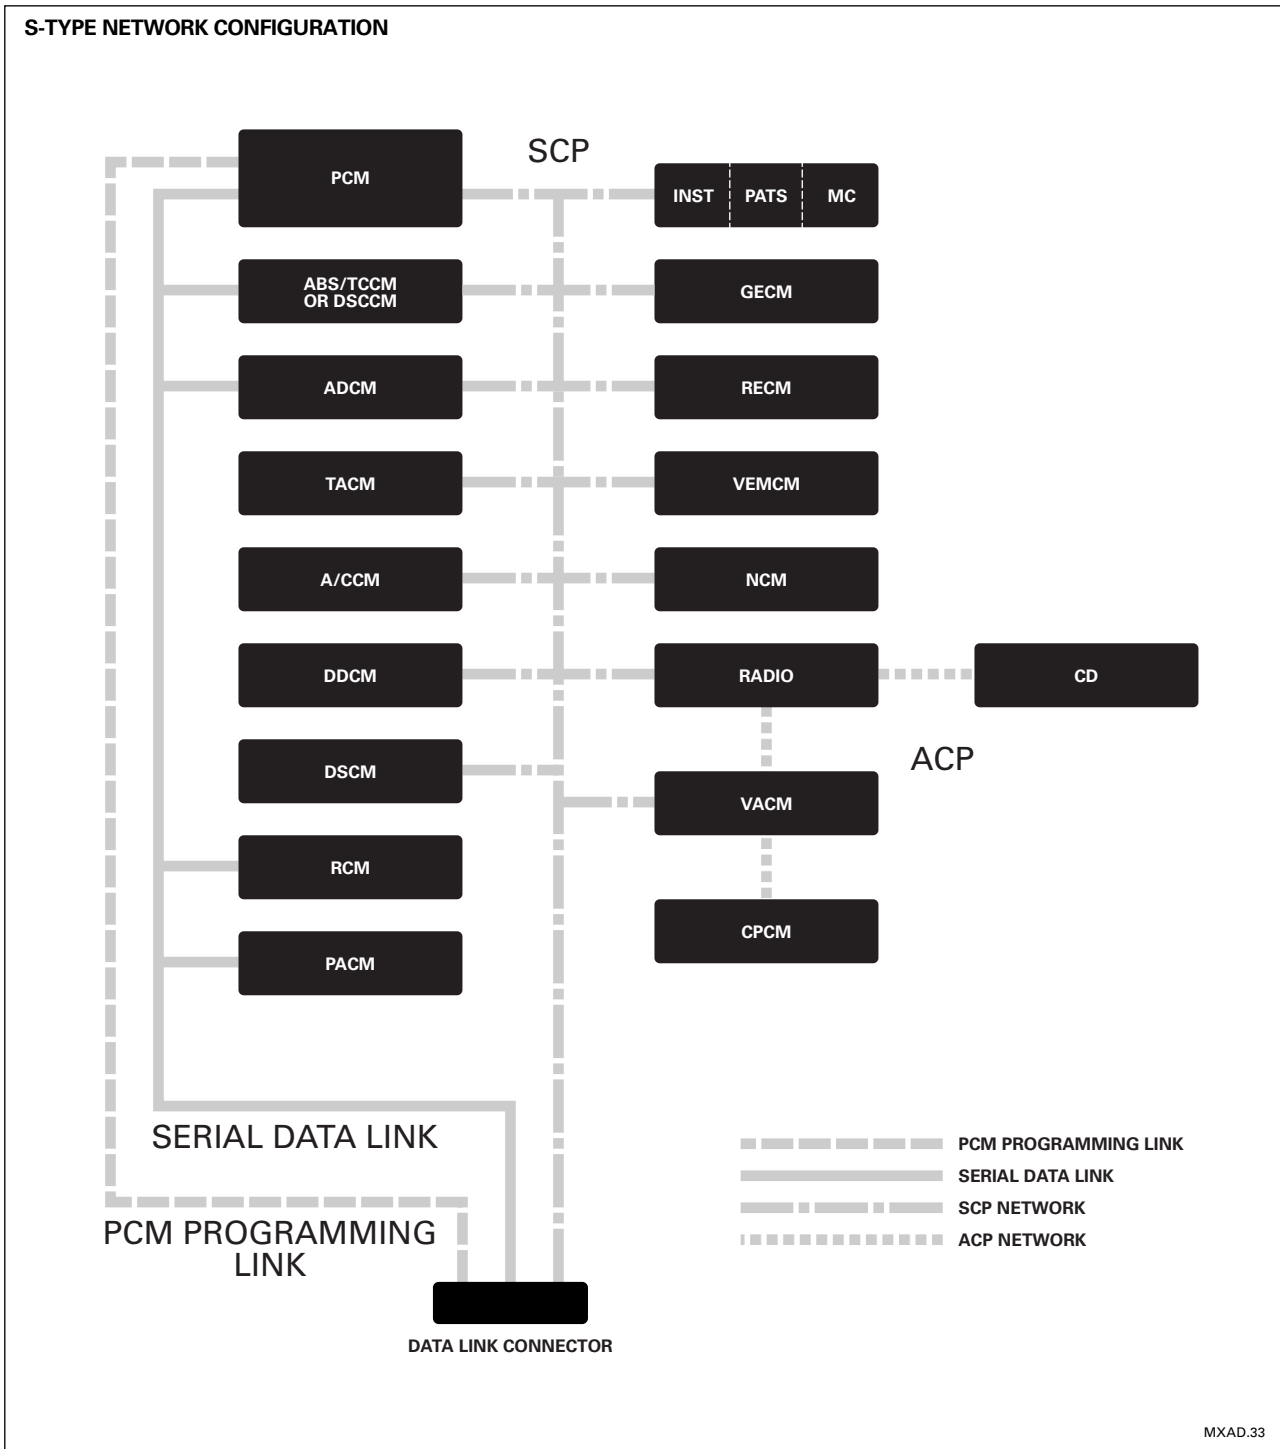 S-TYPE NETWORK CONFIGURATION
SCP
PCM
INST PATS MC
ABS/TCCM
OR DSCCM
GECM
ADCM
RECM
TACM
VEMCM
A/CCM
NCM
DDCM
RADIO
CD
DSCM
ACP
VACM
RCM
CPCM
PACM
SERIAL DATA LINK
PCM PROGRAMMING LINK
SERIAL DATA LINK
SCP NETWORK
ACP NETWORK
PCM PROGRAMMING
LINK
DATA LINK CONNECTOR
MXAD.33